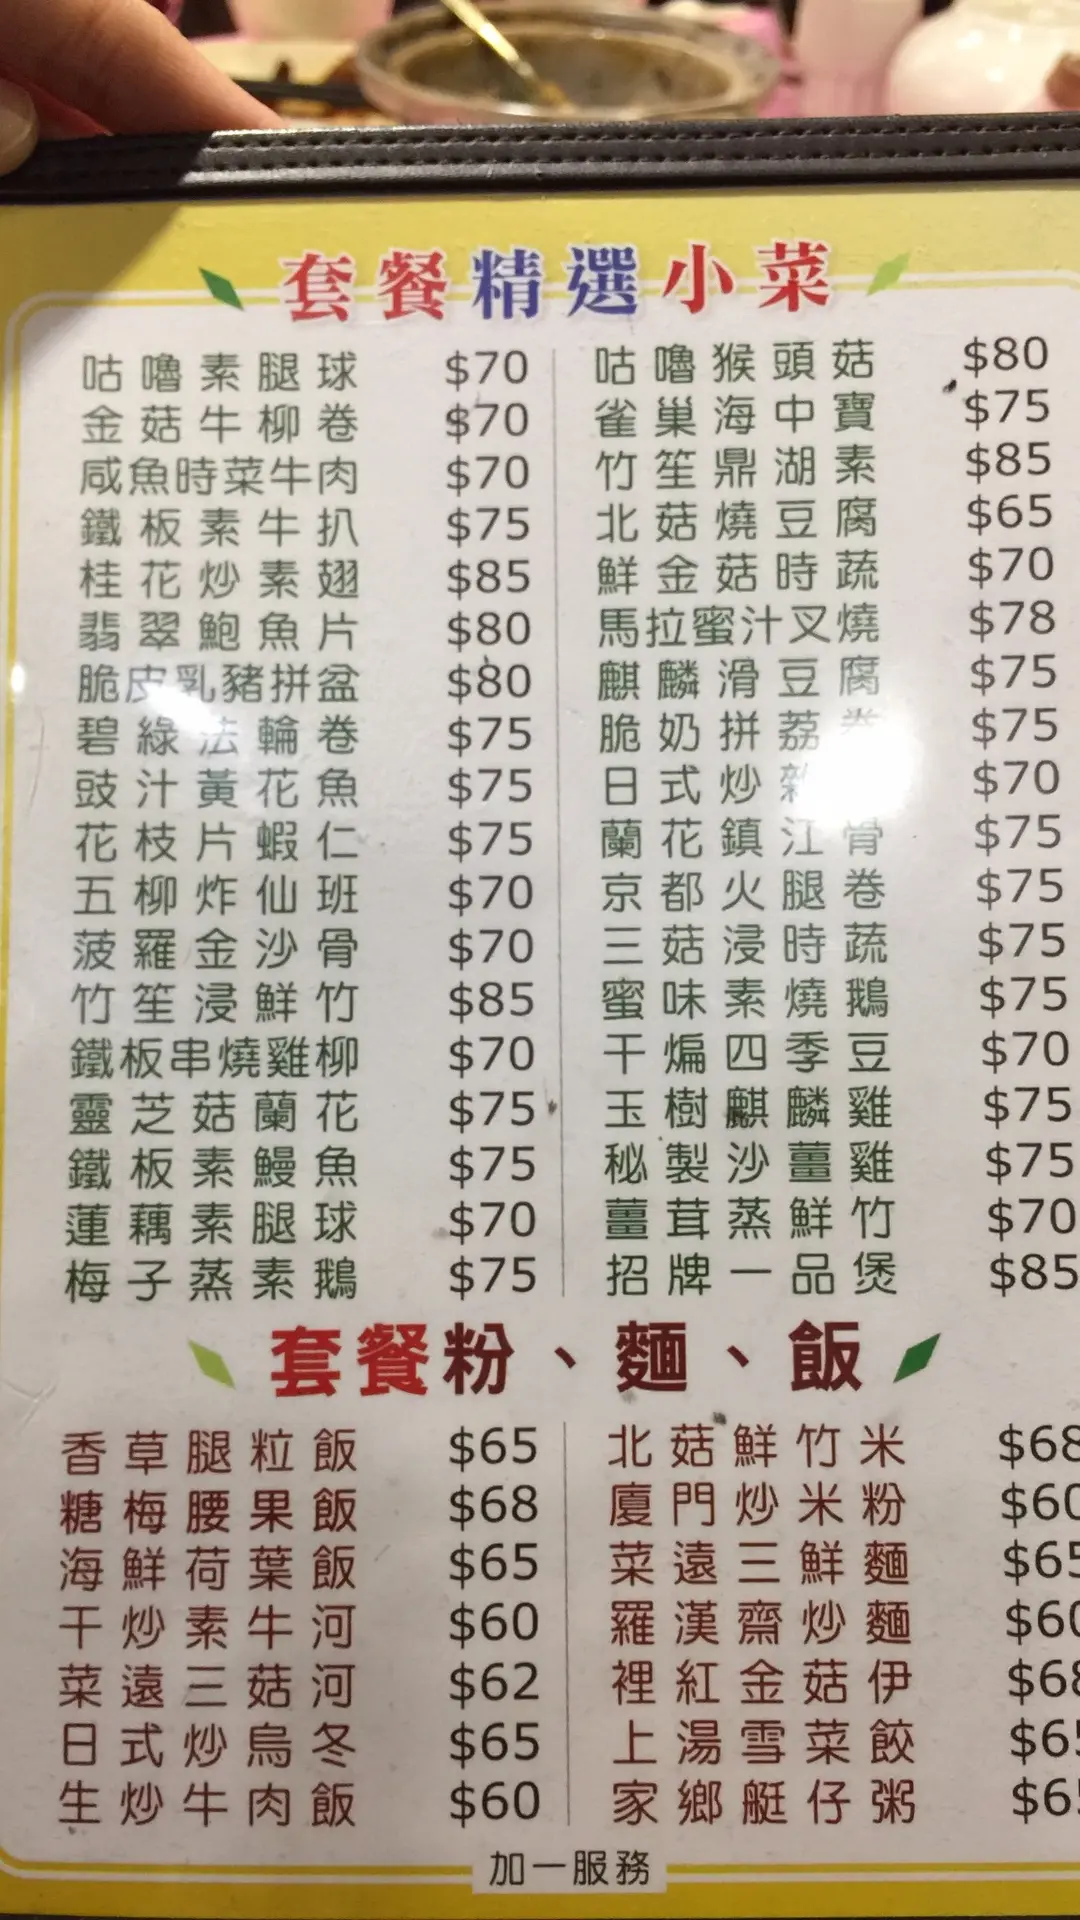 套餐精選小菜
咕嚕素腿球 $70
金菇牛柳卷 $70
咸魚時菜牛肉 $70
鐵板素牛扒 $75
桂花炒素翅 $85
翡翠鮑魚片 $80
脆皮乳豬拼盆 $80
碧綠法輪卷 $75
豉汁黃花魚 $75
花枝片蝦仁 $75
五柳炸仙班 $70
菠羅金沙骨 $70
竹笙浸鮮竹 $85
鐵板串燒雞柳 $70
靈芝菇蘭花 $75
鐵板素鰻魚 $75
蓮藕素腿球 $70
梅子蒸素鵝 $75
咕嚕猴頭菇 $80
雀巢海中寶 $75
竹笙鼎湖素 $85
北菇燒豆腐 $65
鮮金菇時蔬 $70
馬拉蜜汁叉燒 $78
麒麟滑豆腐 $75
脆奶拼荔卷 $75
日式炒 $70
蘭花鎮江骨 $75
京都火腿卷 $75
三菇浸時蔬 $75
蜜味素燒鵝 $75
干煸四季豆 $70
玉樹麒麟雞 $75
秘製沙薑雞 $75
薑茸蒸鮮竹 $70
招牌一品煲 $85
套餐粉、麵、飯
香草腿粒飯 $65
糖梅腰果飯 $68
海鮮荷葉飯 $65
干炒素牛河 $60
菜遠三菇河 $62
日式炒烏冬 $65
生炒牛肉飯 $60
北菇鮮竹米 $68
廈門炒米粉 $60
菜遠三鮮麵 $65
羅漢齋炒麵 $60
裡紅金菇伊 $68
上湯雪菜餃 $65
家鄉艇仔粥 $6
加一服務